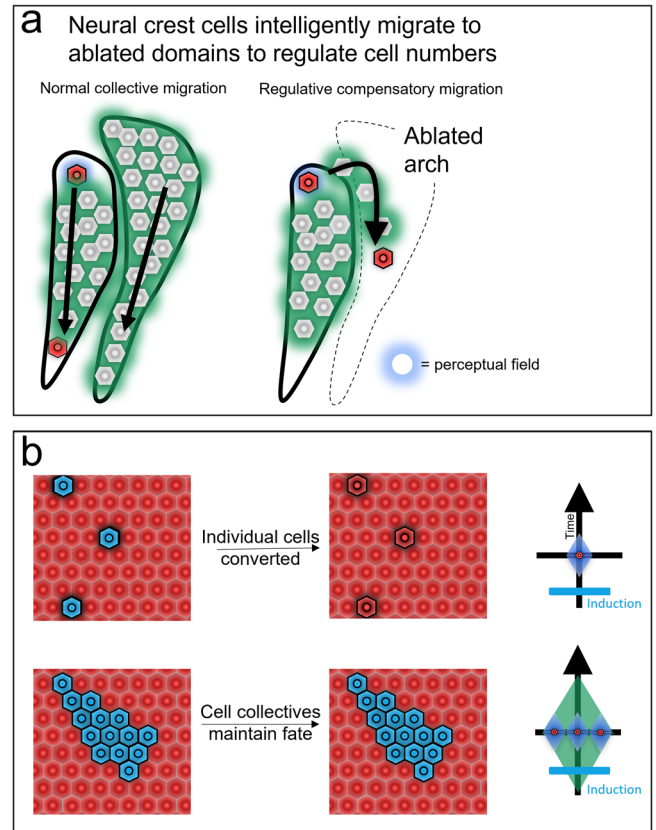 a
Neural crest cells intelligently migrate to
ablated domains to regulate cell numbers
Normal collective migration
Regulative compensatory migration
Ablated
arch
= perceptual field
b
Individual cells
converted
Time
Induction
Cell collectives
maintain fate
Induction